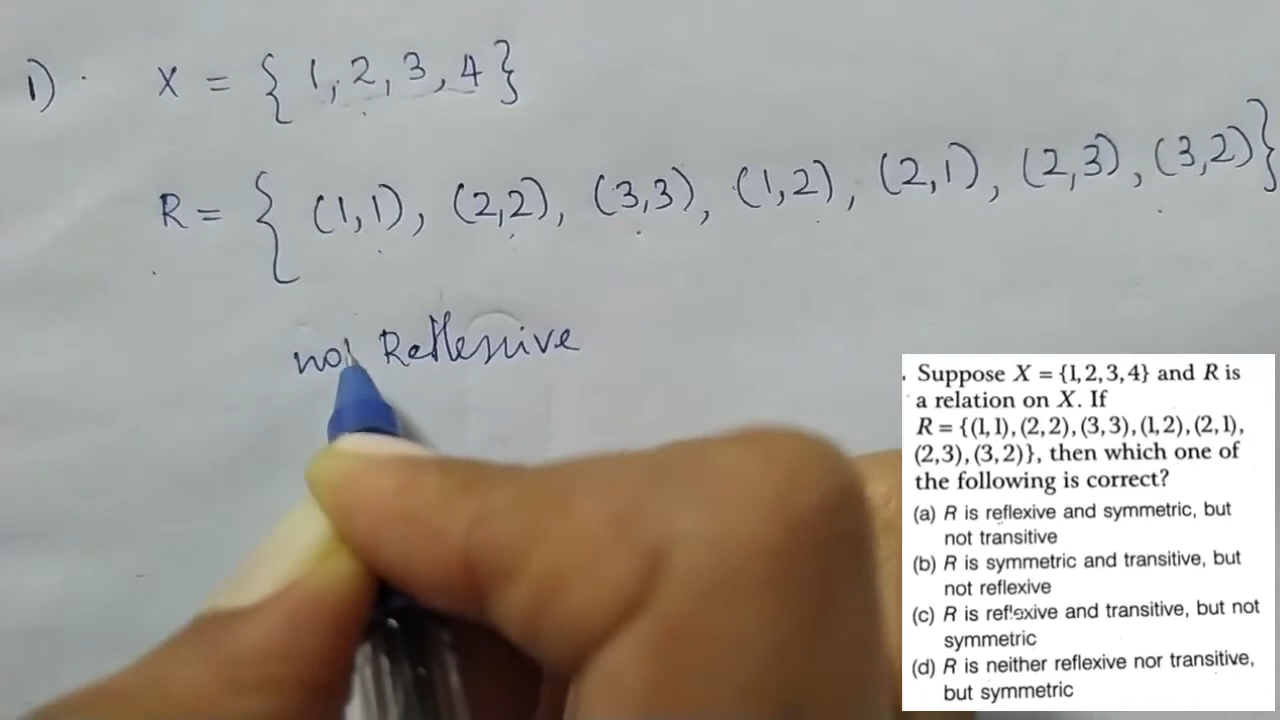 1). X = { 1, 2, 3, 4 }
R = { (1,1), (2,2), (3,3), (1,2), (2,1), (2,3), (3,2) }
not Reflexive
Suppose X = {1, 2, 3, 4} and R is
a relation on X. If
R = {(1, 1), (2, 2), (3, 3), (1, 2), (2, 1),
(2,3), (3, 2)}, then which one of
the following is correct?
(a) R is reflexive and symmetric, but
not transitive
(b) R is symmetric and transitive, but
not reflexive
(c) R is reflexive and transitive, but not
symmetric
(d) R is neither reflexive nor transitive,
but symmetric